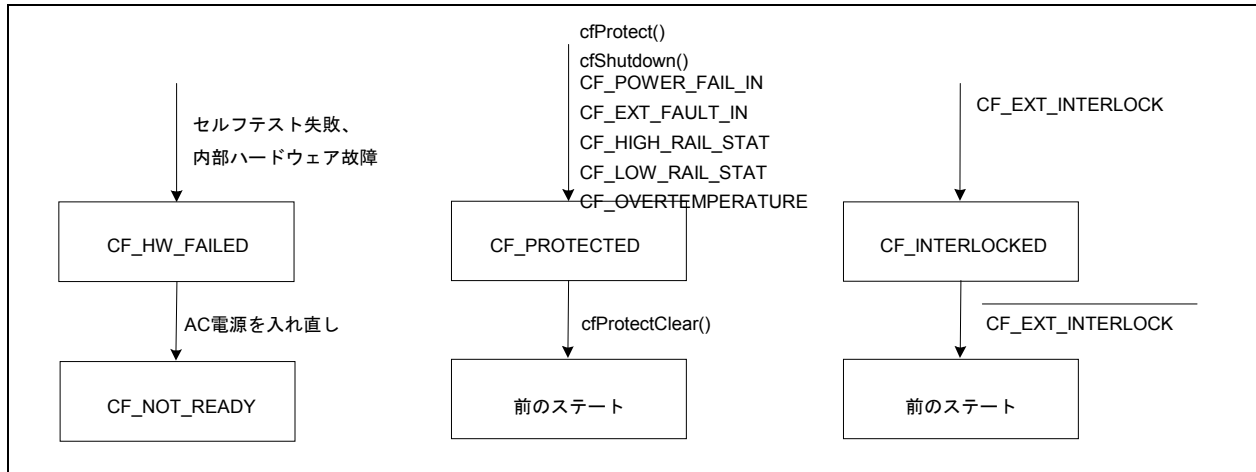 セルフテスト失敗、
内部ハードウェア故障
CF_HW_FAILED
AC電源を入れ直し
CF_NOT_READY
cfProtect()
cfShutdown()
CF_POWER_FAIL_IN
CF_EXT_FAULT_IN
CF_HIGH_RAIL_STAT
CF_LOW_RAIL_STAT
CF_OVERTEMPERATURE
CF_PROTECTED
cfProtectClear()
前のステート
CF_EXT_INTERLOCK
CF_INTERLOCKED
CF_EXT_INTERLOCK
前のステート